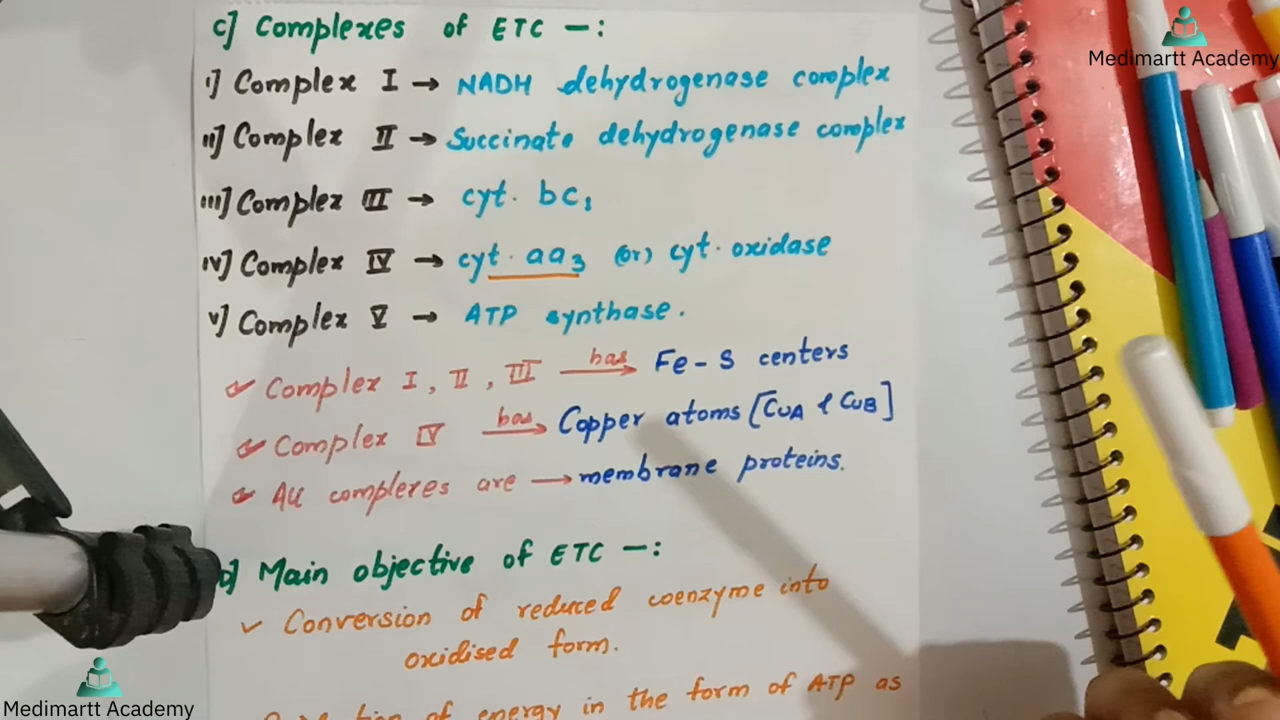 c] Complexes of ETC -:
i] Complex I → NADH dehydrogenase complex
ii] Complex II → Succinate dehydrogenase complex
iii] Complex III → cyt. bc1
iv] Complex IV → cyt. aa3 (or) cyt. oxidase
v] Complex V → ATP synthase.
Complex I, II, III has → Fe-S centers
Complex IV has → Copper atoms [CuA & CuB]
All complexes are → membrane proteins.
D] Main objective of ETC -:
✓ Conversion of reduced coenzyme into
oxidised form.
of energy in the form of ATP as
Medimartt Academy
Medimartt Academy